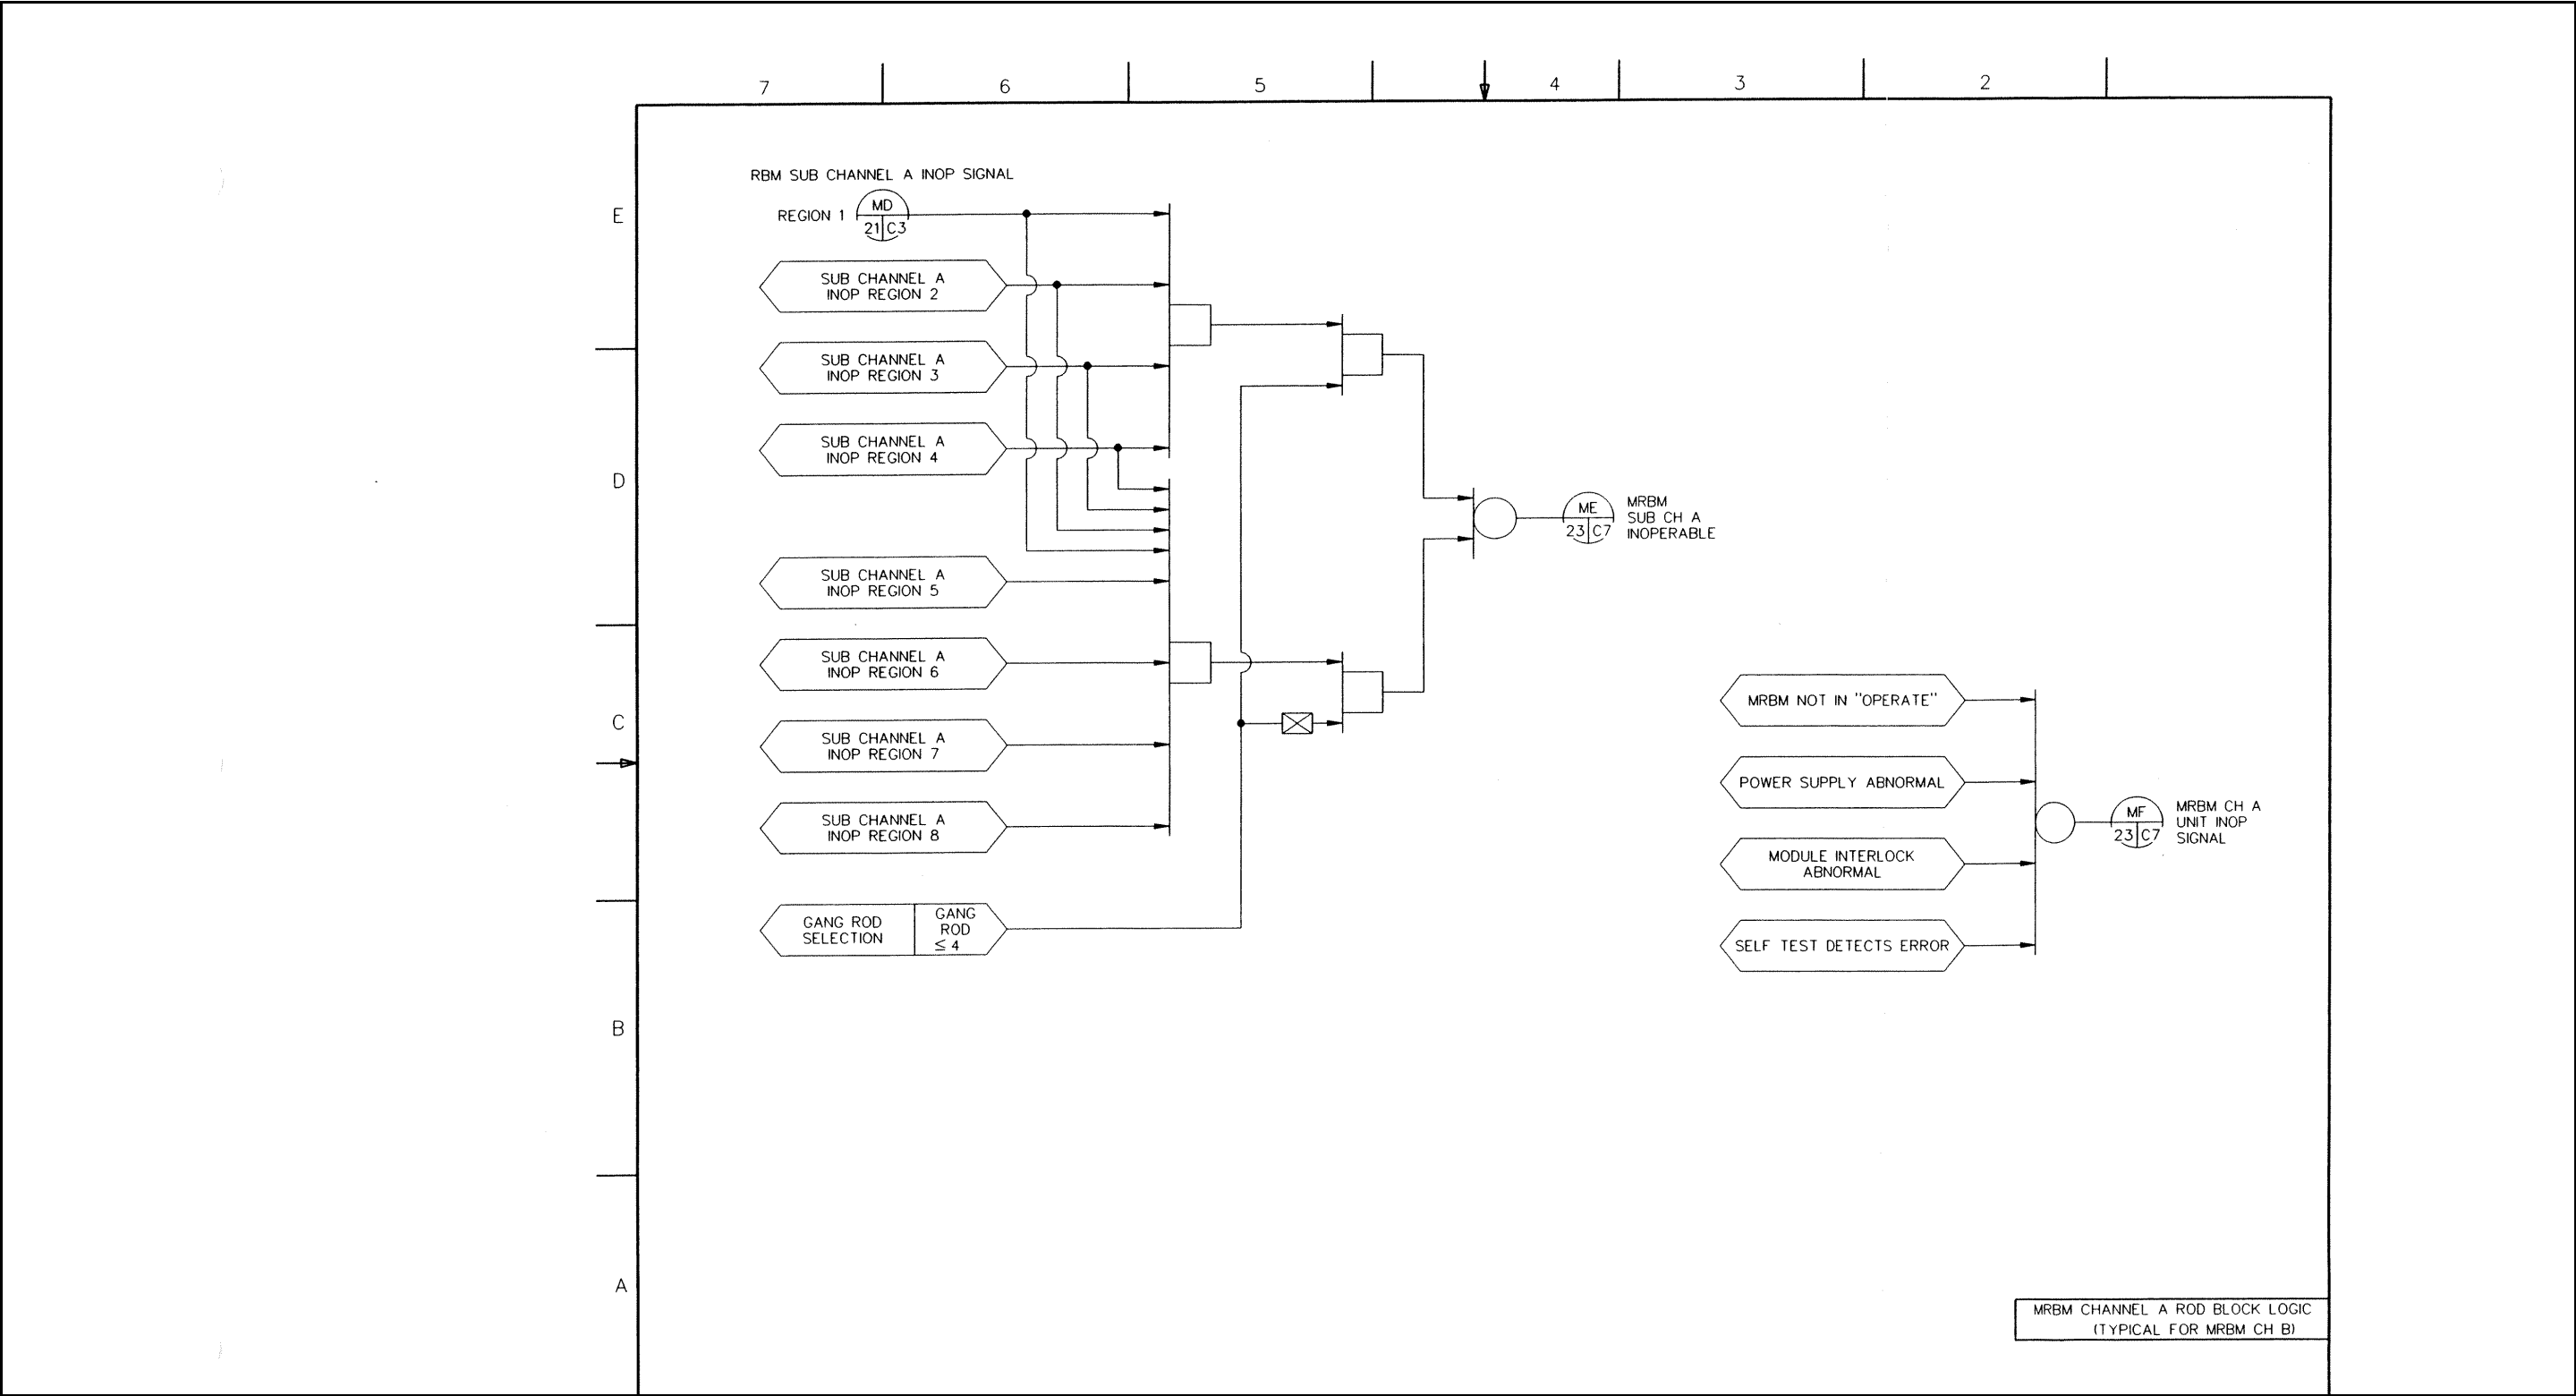 7
6
5
4
3
2
E
D
C
B
A
RBM SUB CHANNEL A INOP SIGNAL
REGION 1
MD
21 C3
SUB CHANNEL A
INOP REGION 2
SUB CHANNEL A
INOP REGION 3
SUB CHANNEL A
INOP REGION 4
SUB CHANNEL A
INOP REGION 5
SUB CHANNEL A
INOP REGION 6
SUB CHANNEL A
INOP REGION 7
SUB CHANNEL A
INOP REGION 8
GANG ROD
SELECTION
GANG
ROD
≤ 4
ME
23 C7
MRBM
SUB CH A
INOPERABLE
MRBM NOT IN "OPERATE"
POWER SUPPLY ABNORMAL
MODULE INTERLOCK
ABNORMAL
SELF TEST DETECTS ERROR
MF
23 C7
MRBM CH A
UNIT INOP
SIGNAL
MRBM CHANNEL A ROD BLOCK LOGIC
(TYPICAL FOR MRBM CH B)